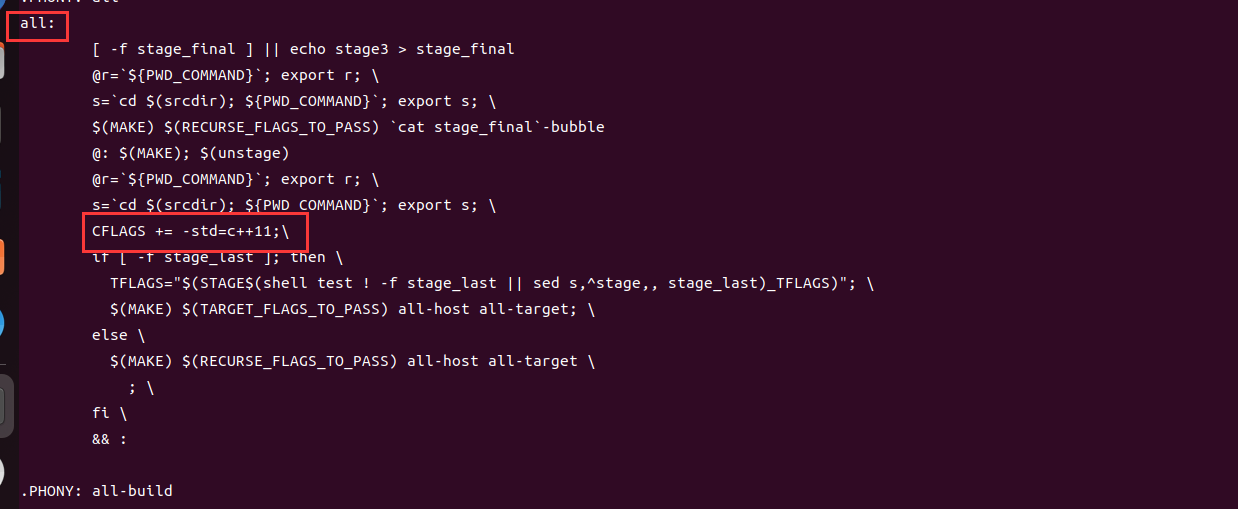 .PHONY: all
all:
[ -f stage_final ] || echo stage3 > stage_final
@r=`${PWD_COMMAND}`; export r; \
s=`cd $(srcdir); ${PWD_COMMAND}`; export s; \
$(MAKE) $(RECURSE_FLAGS_TO_PASS) `cat stage_final`-bubble
@: $(MAKE); $(unstage)
@r=`${PWD_COMMAND}`; export r; \
s=`cd $(srcdir); ${PWD_COMMAND}`; export s; \
CFLAGS += -std=c++11;\
if [ -f stage_last ]; then \
TFLAGS="$(STAGE$(shell test ! -f stage_last || sed s,^stage,, stage_last)_TFLAGS)"; \
$(MAKE) $(TARGET_FLAGS_TO_PASS) all-host all-target; \
else \
$(MAKE) $(RECURSE_FLAGS_TO_PASS) all-host all-target \
; \
fi \
&& :
.PHONY: all-build